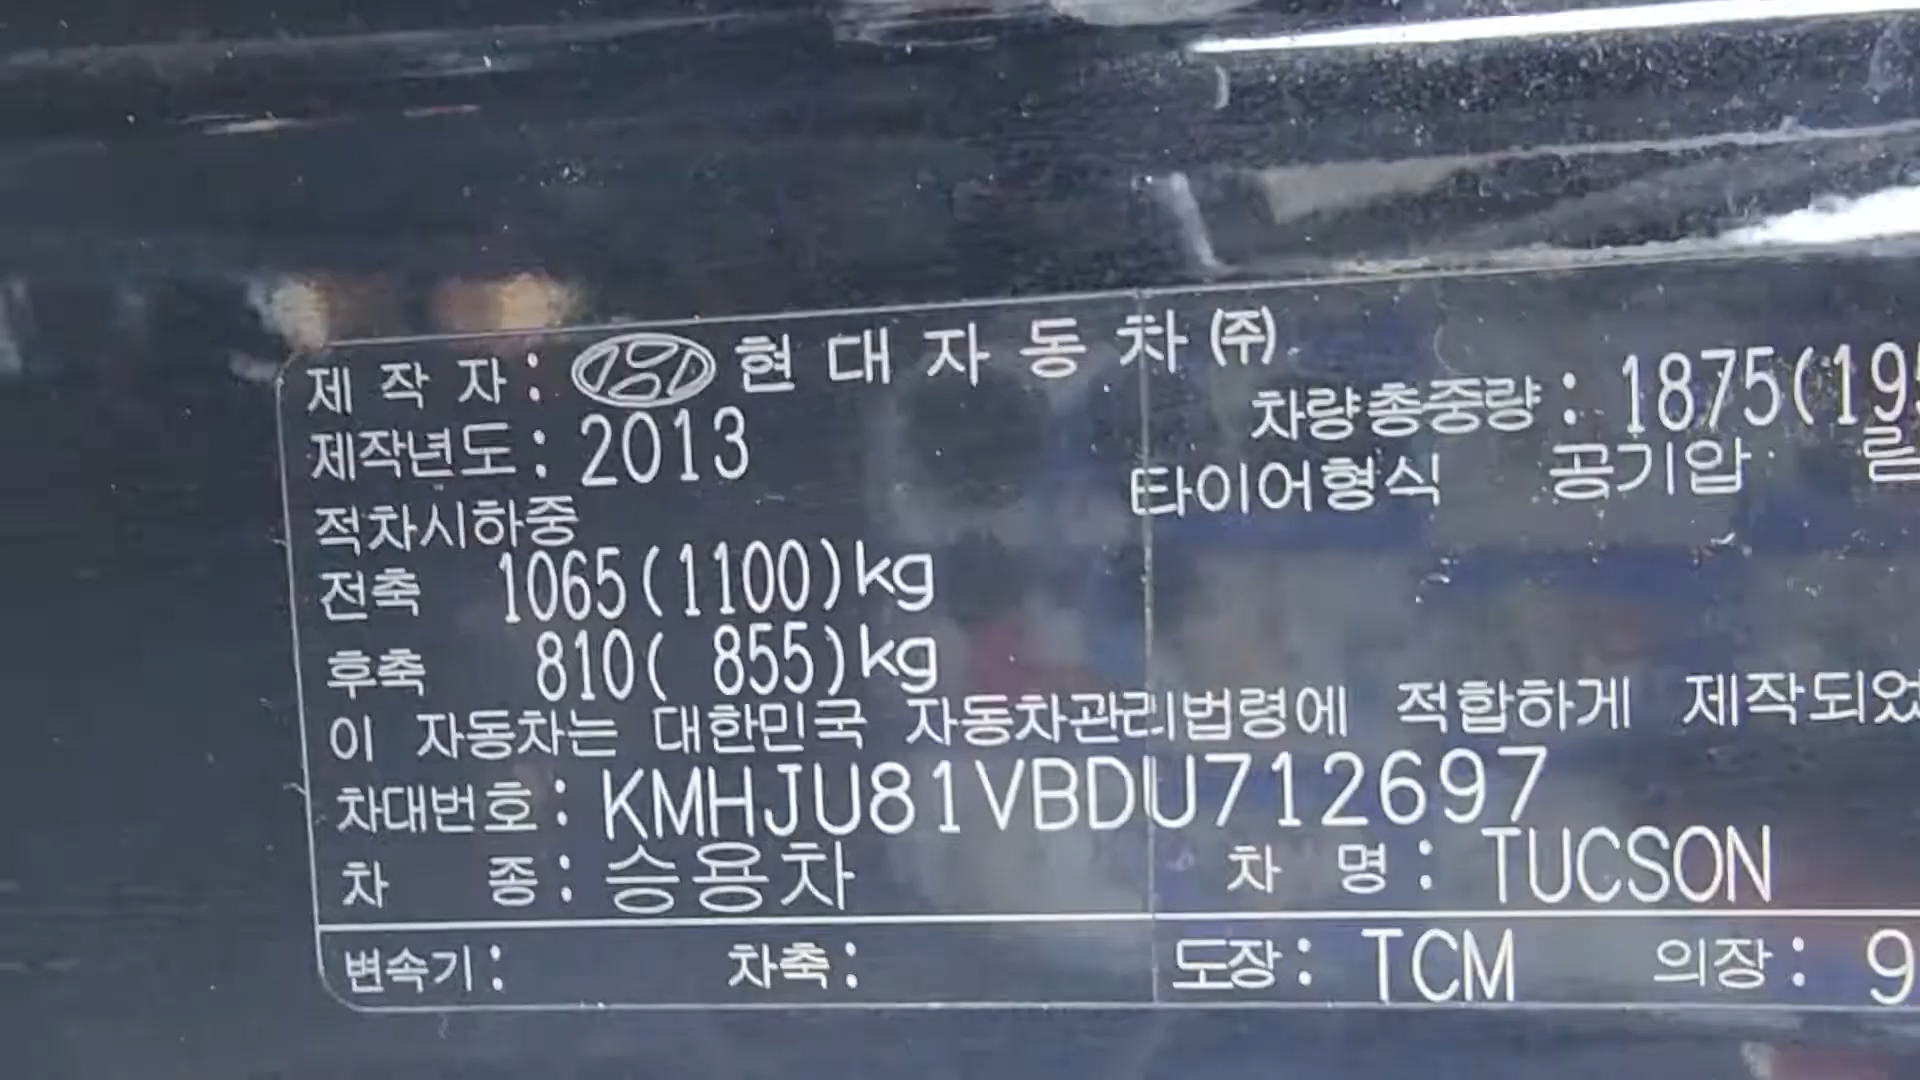 제 작 자 : 현 대 자 동 차 ㈜
제작년도 : 2013
차량총중량 : 1875(19
적차시하중
타이어형식 공기압 림
전축 1065(1100)kg
후축 810( 855)kg
이 자동차는 대한민국 자동차관리법령에 적합하게 제작되었
차대번호 : KMHJU81VBDU712697
차 종 : 승용차
차 명 : TUCSON
변속기 : 차축 : 도장 : TCM 의장 : 9